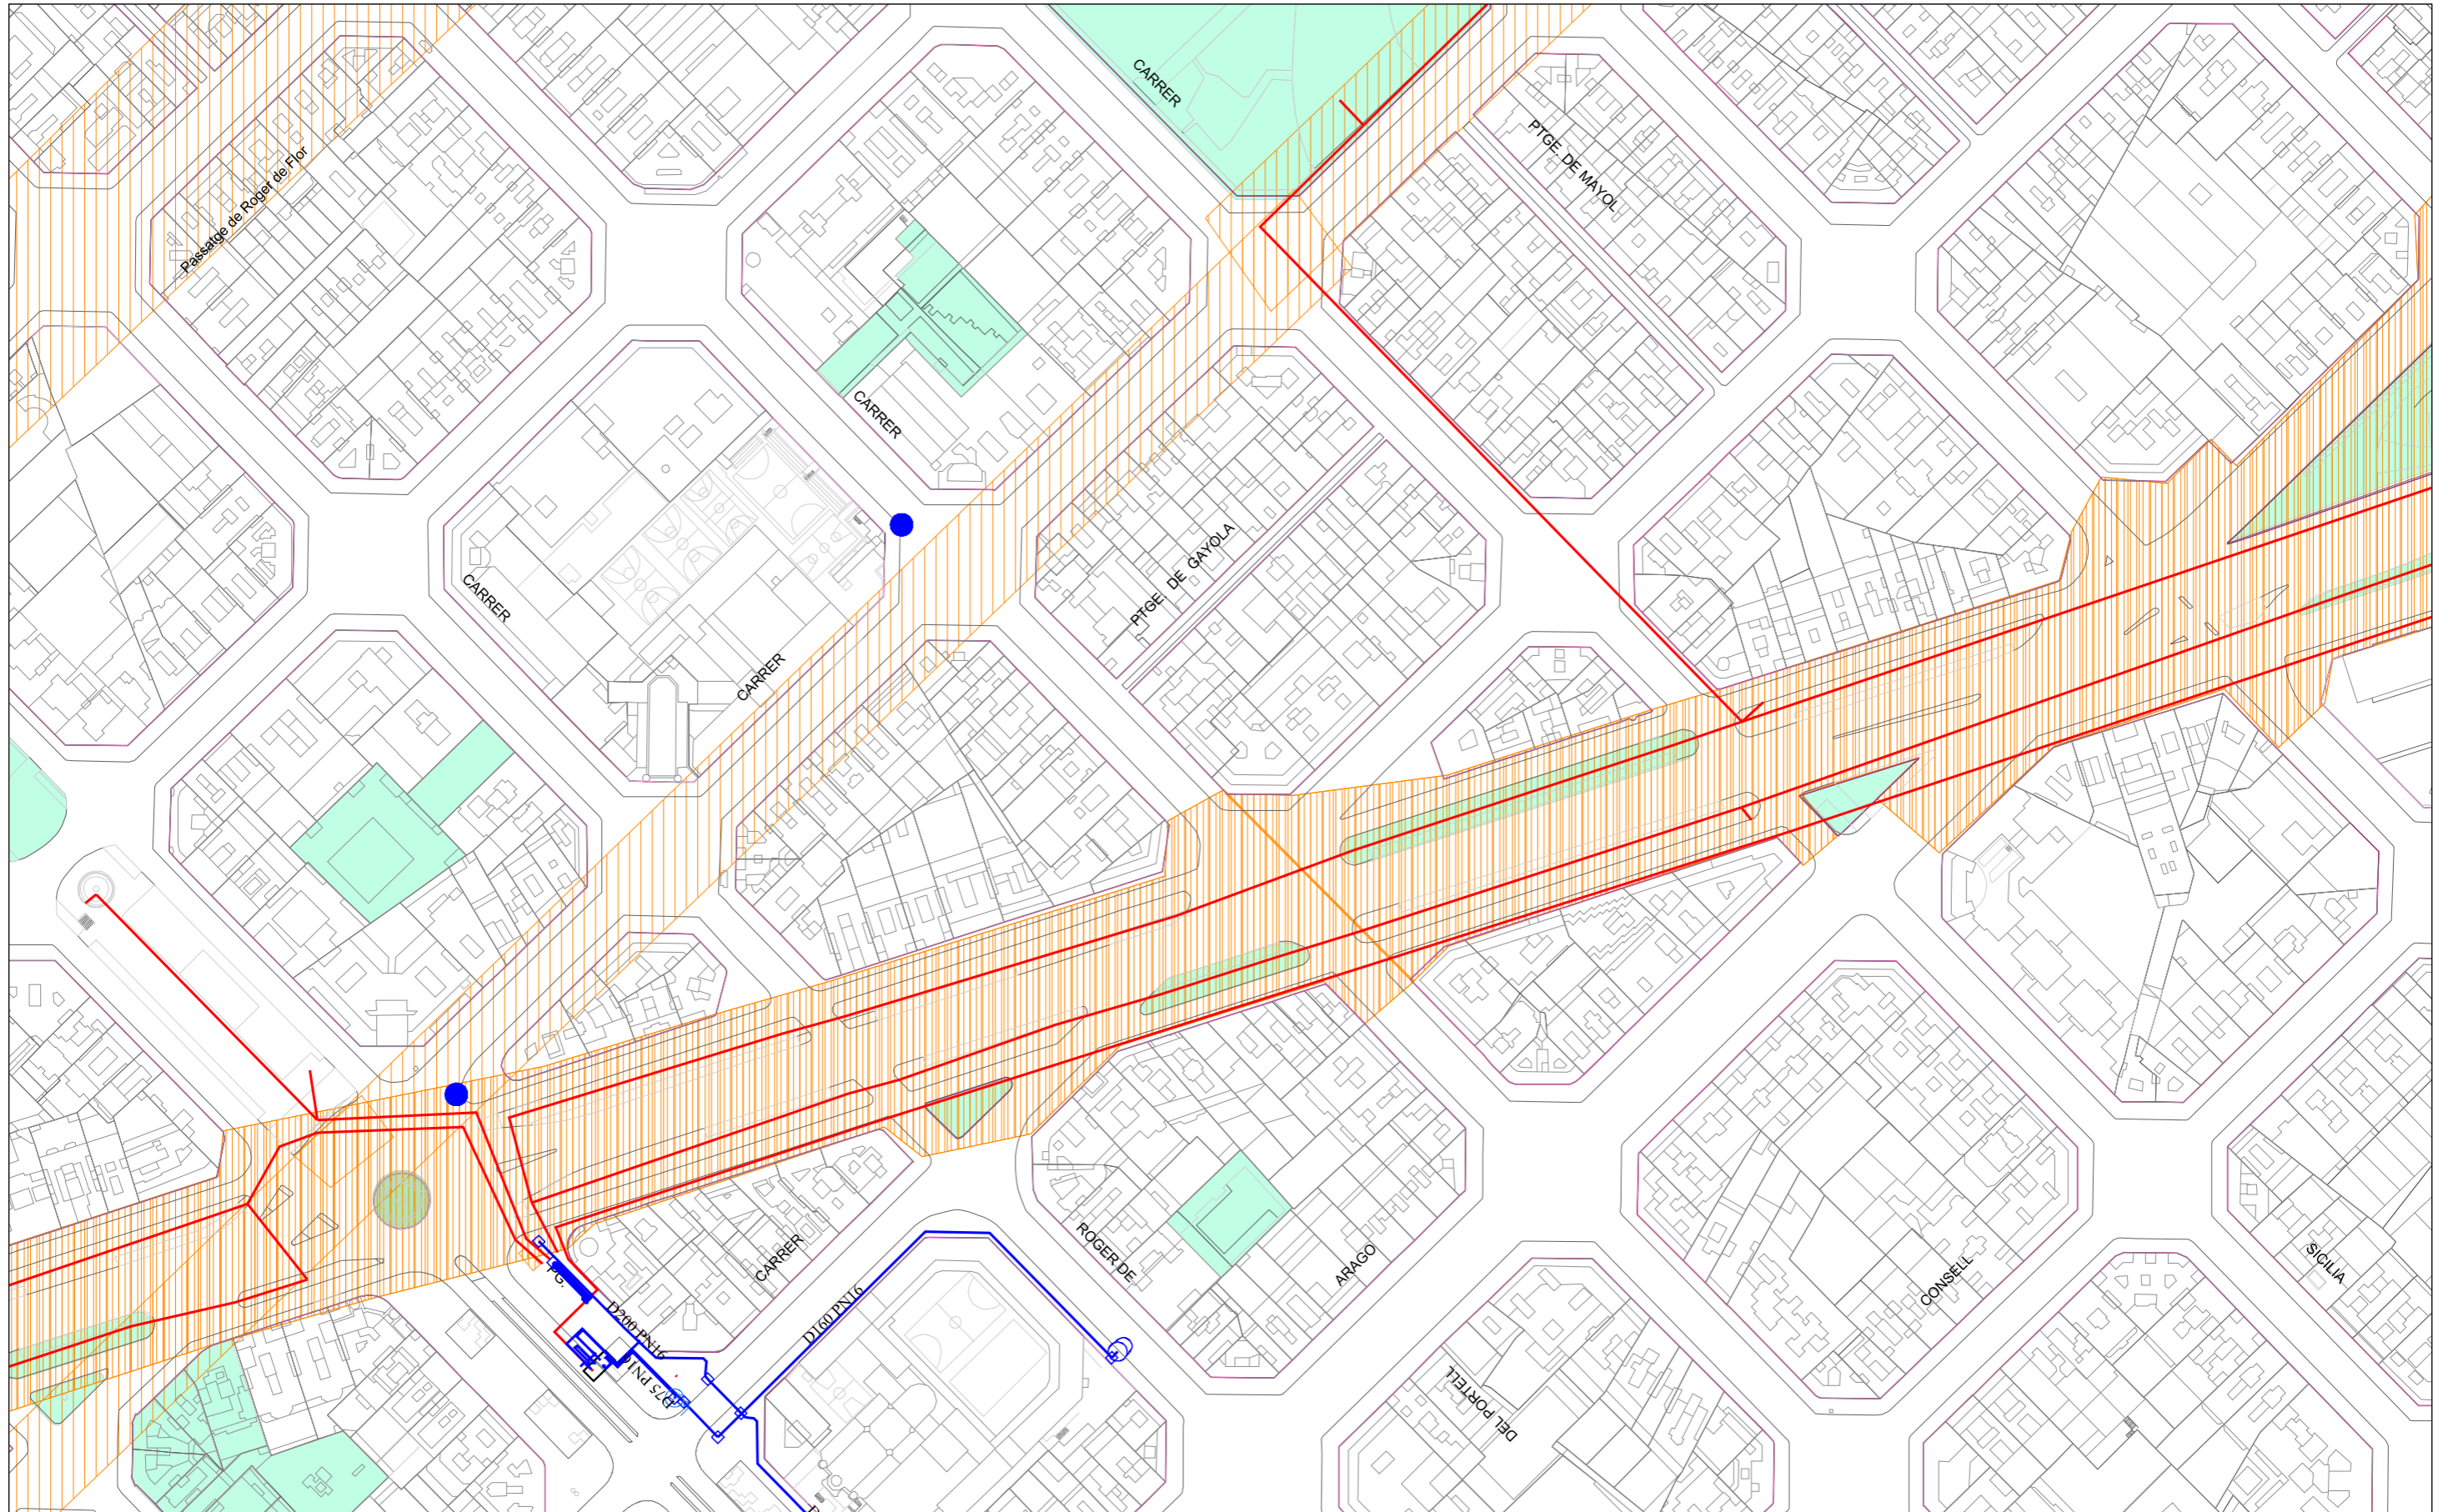 CARRER
PTGE. DE MAYOL
Passatge de Roger de Flor
CARRER
PTGE. DE GAYOLA
CARRER
CARRER
ROGER DE
CARRER
ARAGO
CONSELL
SICILIA
PG.
D200 PN16
D160 PN16
D75 PN16
DEL PORTELL